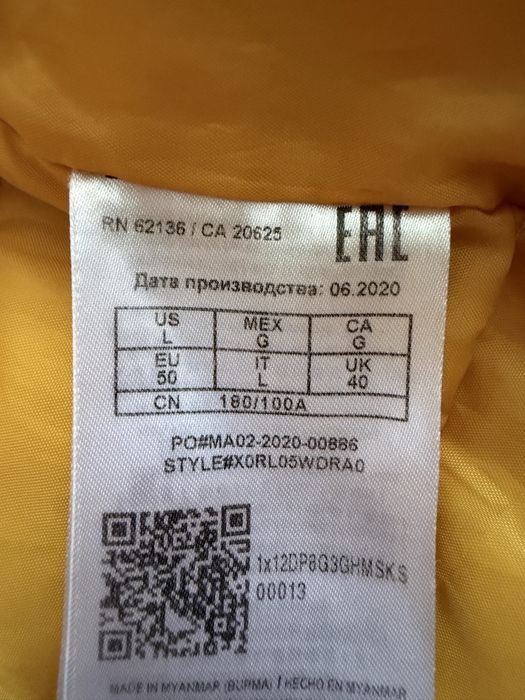 RN 62136 / CA 20625
EAC
Дата производства: 06.2020
US MEX CA
L G G
EU IT UK
50 L 40
CN 180/100A
PO#MA02-2020-00886
STYLE#X0RL05WDRA0
1x12DP8G3GHMSKS
00013
MADE IN MYANMAR (BURMA) / HECHO EN MYANMAR